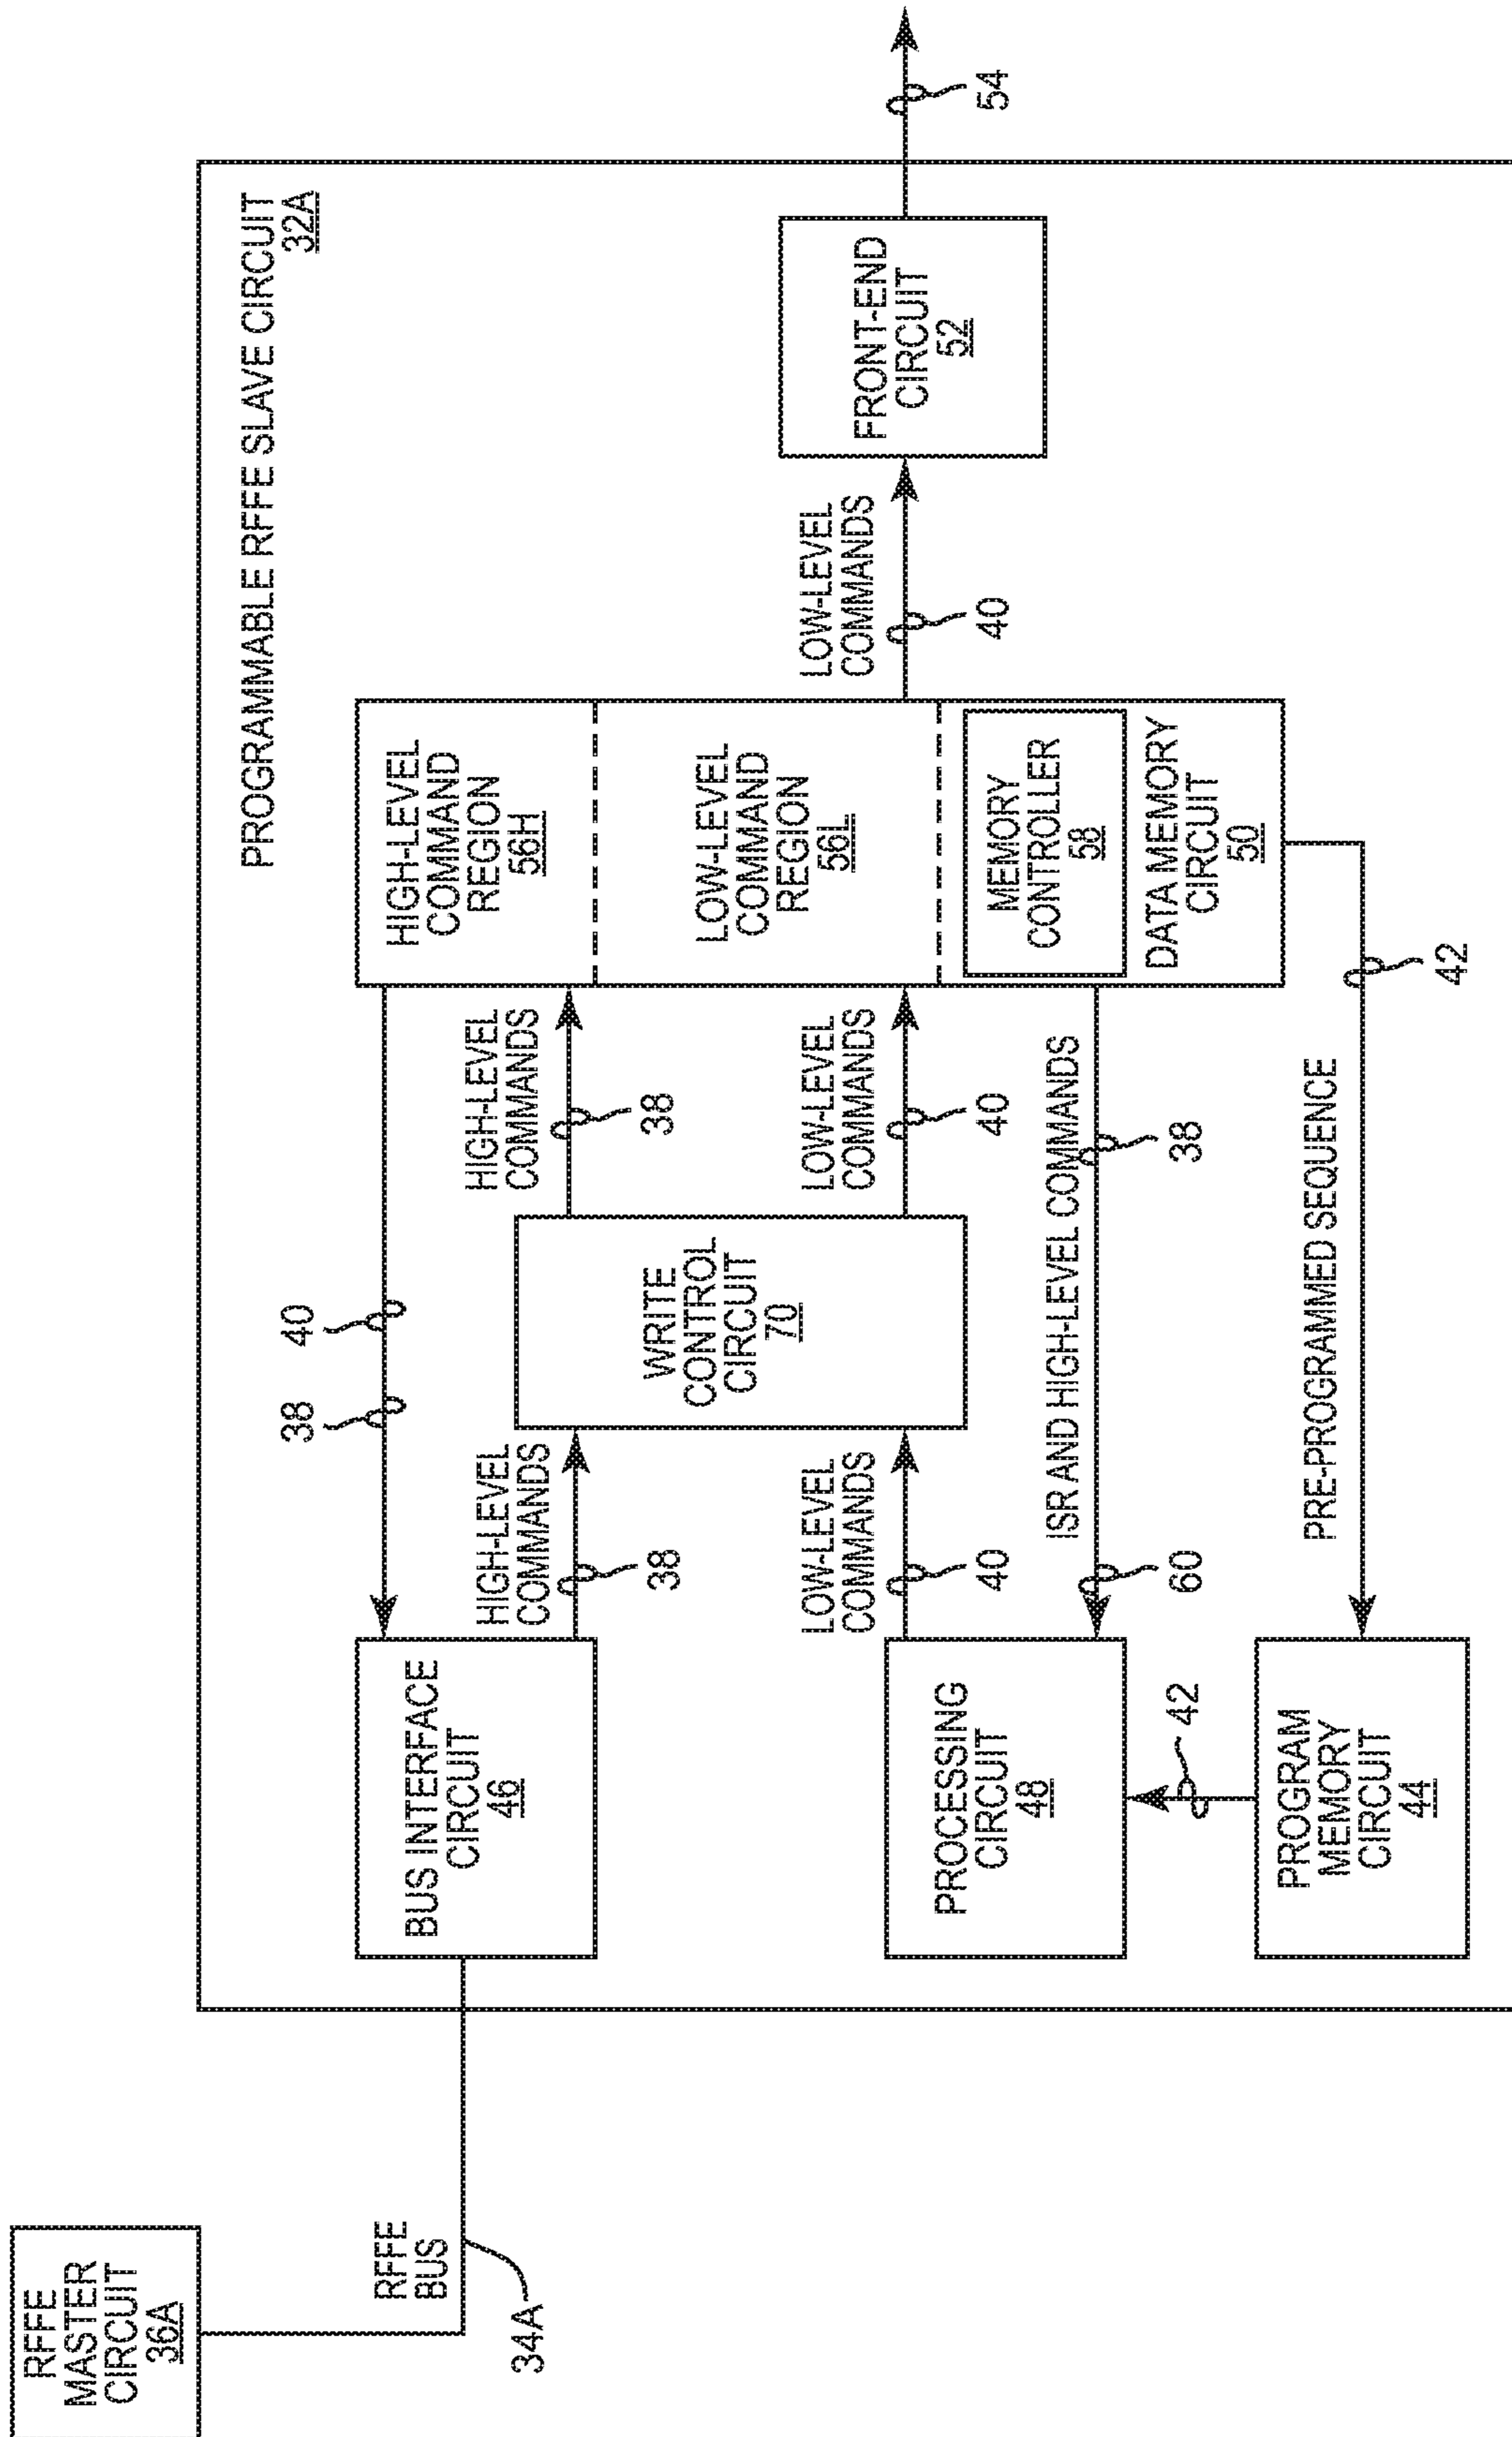 RFFE
MASTER
CIRCUIT
36A
RFFE
BUS
34A
PROGRAMMABLE RFFE SLAVE CIRCUIT
32A
BUS INTERFACE
CIRCUIT
46
38
40
HIGH-LEVEL
COMMANDS
38
WRITE
CONTROL
CIRCUIT
70
HIGH-LEVEL
COMMANDS
38
HIGH-LEVEL
COMMAND
REGION
56H
LOW-LEVEL
COMMAND
REGION
56L
MEMORY
CONTROLLER
58
DATA MEMORY
CIRCUIT
50
PROCESSING
CIRCUIT
48
LOW-LEVEL
COMMANDS
40
LOW-LEVEL
COMMANDS
40
LOW-LEVEL
COMMANDS
40
FRONT-END
CIRCUIT
52
54
ISR AND HIGH-LEVEL COMMANDS
60
38
42
PROGRAM
MEMORY
CIRCUIT
44
PRE-PROGRAMMED SEQUENCE
42